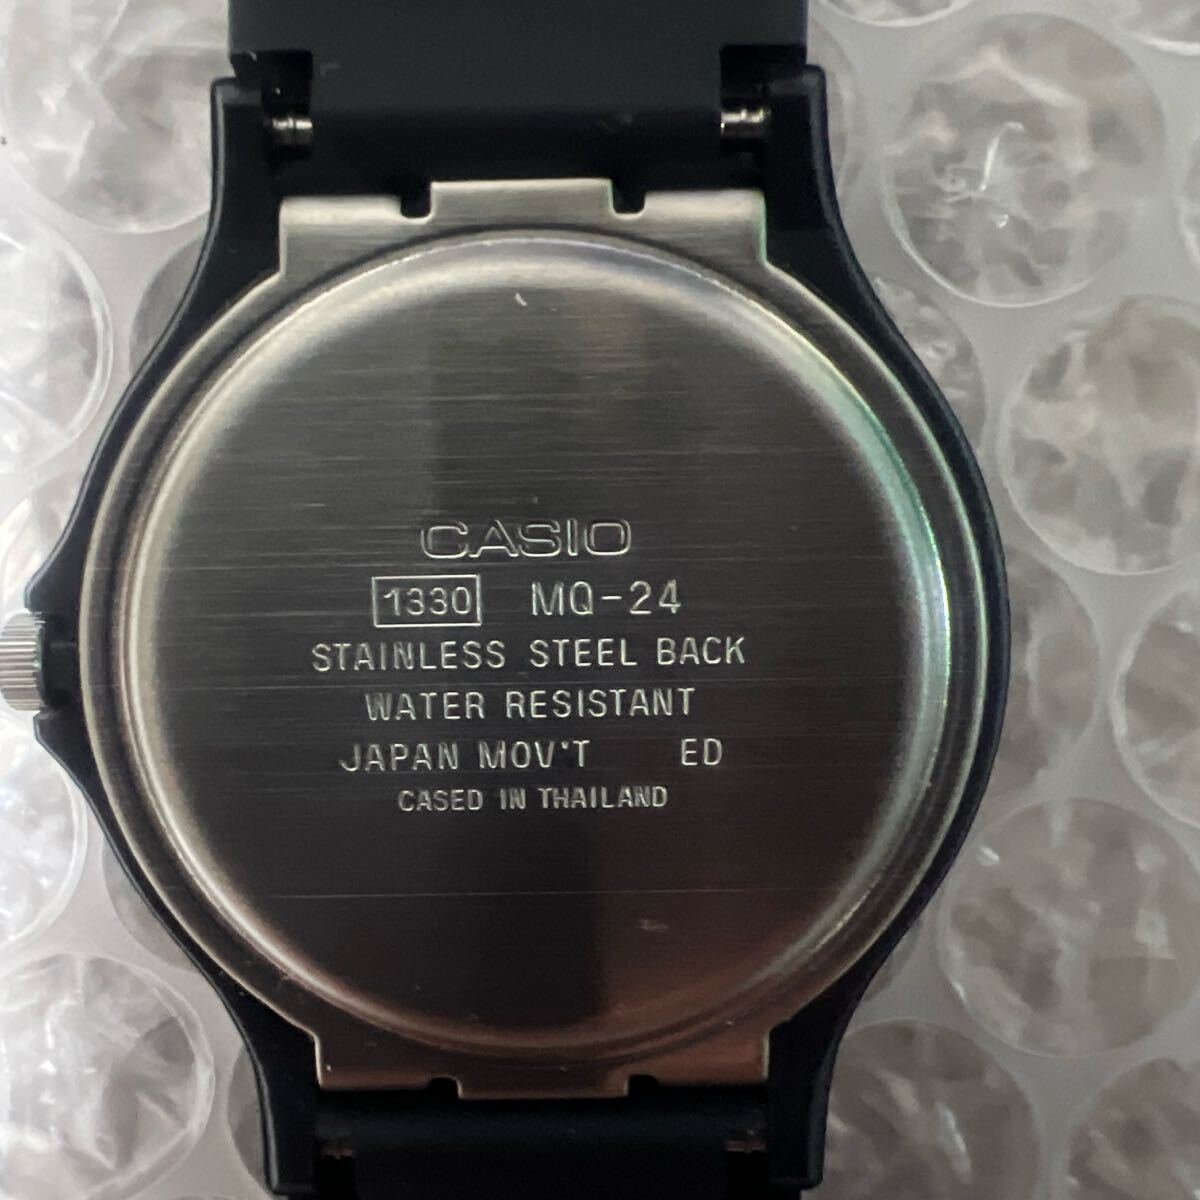 CASIO
1330 MQ-24
STAINLESS STEEL BACK
WATER RESISTANT
JAPAN MOV'T ED
CASED IN THAILAND